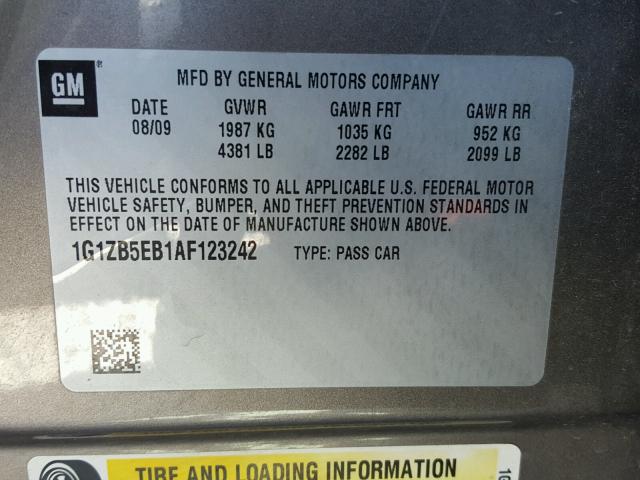 GM
MFD BY GENERAL MOTORS COMPANY
DATE GVWR GAWR FRT GAWR RR
08/09 1987 KG 1035 KG 952 KG
4381 LB 2282 LB 2099 LB
THIS VEHICLE CONFORMS TO ALL APPLICABLE U.S. FEDERAL MOTOR
VEHICLE SAFETY, BUMPER, AND THEFT PREVENTION STANDARDS IN
EFFECT ON THE DATE OF MANUFACTURE SHOWN ABOVE.
1G1ZB5EB1AF123242 TYPE: PASS CAR
TIRE AND LOADING INFORMATION